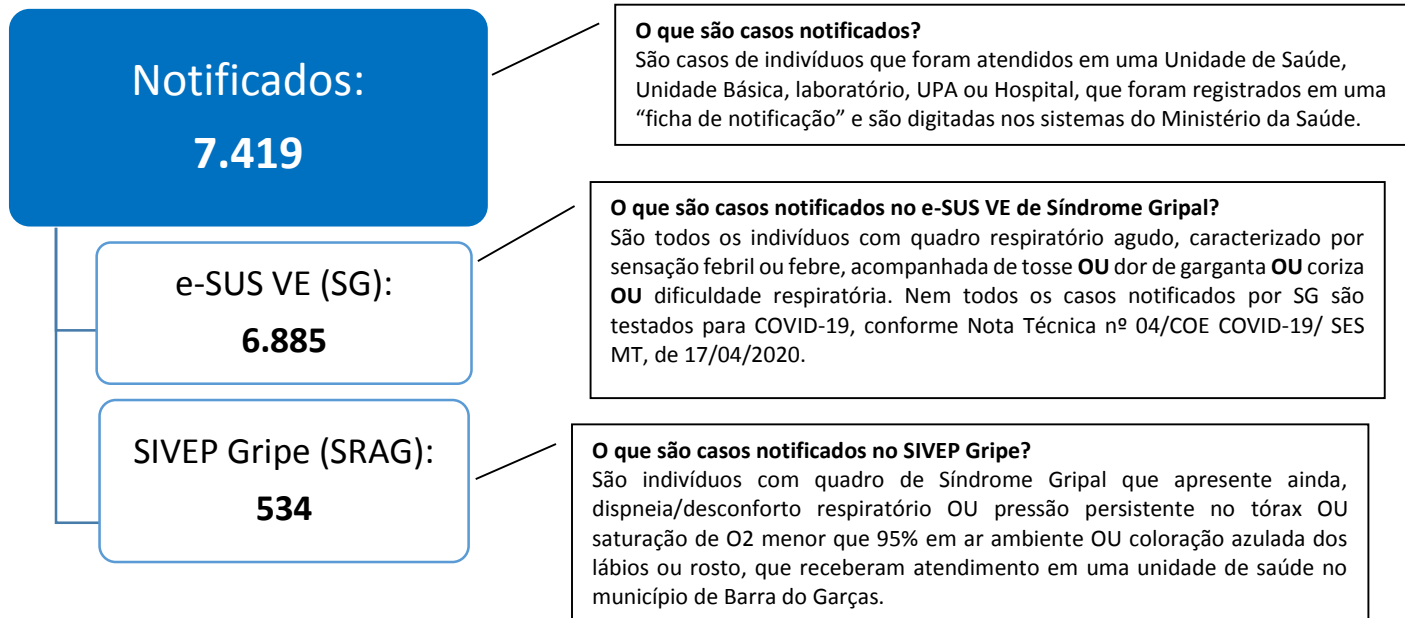 Notificados:
7.419
O que são casos notificados?
São casos de indivíduos que foram atendidos em uma Unidade de Saúde,
Unidade Básica, laboratório, UPA ou Hospital, que foram registrados em uma
“ficha de notificação” e são digitadas nos sistemas do Ministério da Saúde.
e-SUS VE (SG):
6.885
O que são casos notificados no e-SUS VE de Síndrome Gripal?
São todos os indivíduos com quadro respiratório agudo, caracterizado por
sensação febril ou febre, acompanhada de tosse OU dor de garganta OU coriza
OU dificuldade respiratória. Nem todos os casos notificados por SG são
testados para COVID-19, conforme Nota Técnica nº 04/COE COVID-19/ SES
MT, de 17/04/2020.
SIVEP Gripe (SRAG):
534
O que são casos notificados no SIVEP Gripe?
São indivíduos com quadro de Síndrome Gripal que apresente ainda,
dispneia/desconforto respiratório OU pressão persistente no tórax OU
saturação de O2 menor que 95% em ar ambiente OU coloração azulada dos
lábios ou rosto, que receberam atendimento em uma unidade de saúde no
município de Barra do Garças.